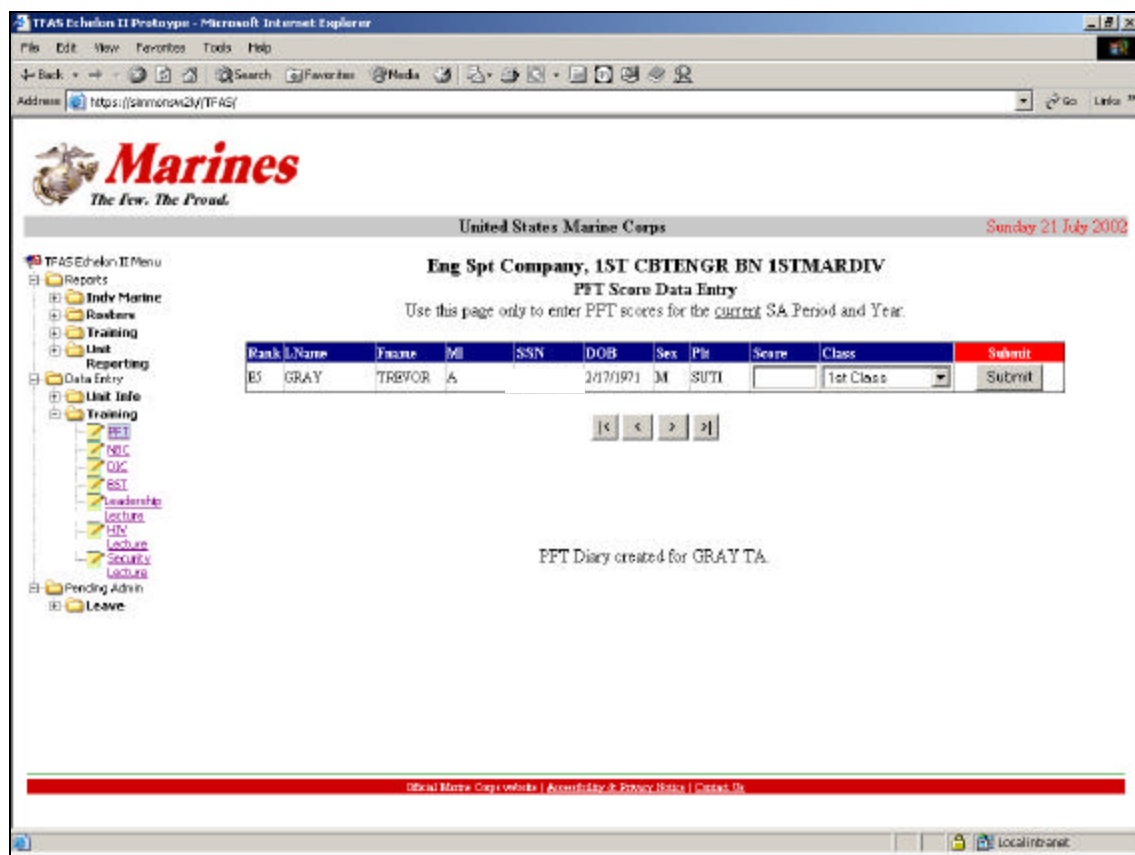 TFAS Echelon II Protoype - Microsoft Internet Explorer
File Edit View Favorites Tools Help
Back Search Favorites Media
Address https://simmonsw2ly/TFAS/ Go Links
Marines
The Few. The Proud.
United States Marine Corps Sunday 21 July 2002
TFAS Echelon II Menu
Reports
Indv Marine
Rosters
Training
Unit
Reporting
Data Entry
Unit Info
Training
PFT
NBC
DIC
BST
Leadership
Lecture
HIV
Lecture
Security
Lecture
Pending Admin
Leave
Eng Spt Company, 1ST CBTENGR BN 1STMARDIV
PFT Score Data Entry
Use this page only to enter PFT scores for the current SA Period and Year.
Rank LName Fname MI SSN DOB Sex Plt Score Class Submit
E5 GRAY TREVOR A 2/17/1971 M SUTI 1st Class Submit
|< < > >|
PFT Diary created for GRAY TA.
Official Marine Corps website | Accessibility & Privacy Notice | Contact Us
Local intranet